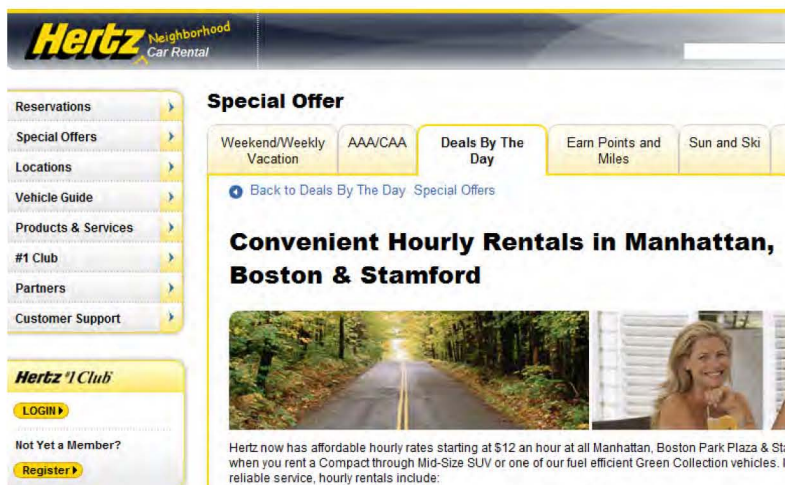 Hertz Neighborhood
Car Rental
Reservations
Special Offers
Locations
Vehicle Guide
Products & Services
#1 Club
Partners
Customer Support
Hertz #1 Club
LOGIN
Not Yet a Member?
Register
Special Offer
Weekend/Weekly Vacation
AAA/CAA
Deals By The Day
Earn Points and Miles
Sun and Ski
Back to Deals By The Day Special Offers
Convenient Hourly Rentals in Manhattan,
Boston & Stamford
Hertz now has affordable hourly rates starting at $12 an hour at all Manhattan, Boston Park Plaza &
when you rent a Compact through Mid-Size SUV or one of our fuel efficient Green Collection vehicles.
reliable service, hourly rentals include: